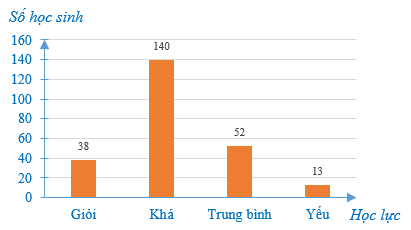 Số học sinh
160
140
120
100
80
60
40
20
0
38
140
52
13
Giỏi
Khá
Trung bình
Yếu
Học lực